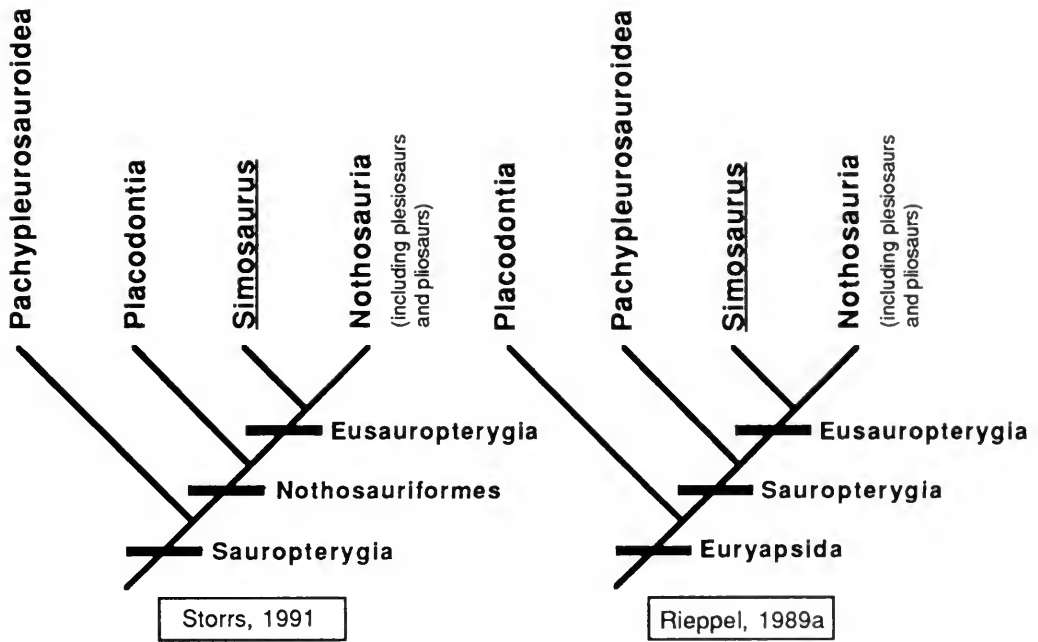 Pachypleurosauroidea
Placodontia
Simosaurus
Nothosauria
(including plesiosaurs
and pliosaurs)
Eusauropterygia
Nothosauriformes
Sauropterygia
Storrs, 1991
Placodontia
Pachypleurosauroidea
Simosaurus
Nothosauria
(including plesiosaurs
and pliosaurs)
Eusauropterygia
Sauropterygia
Euryapsida
Rieppel, 1989a